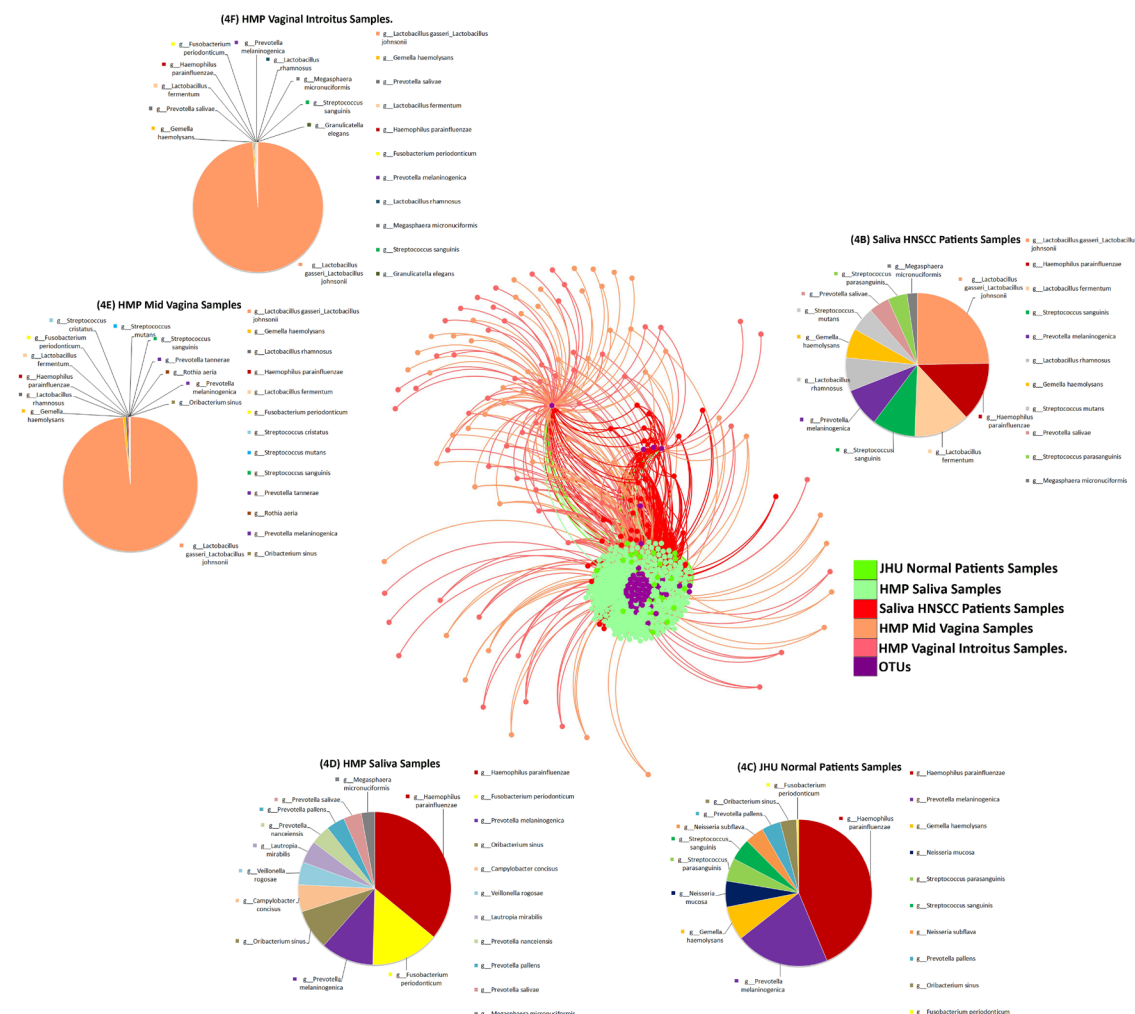 (4F) HMP Vaginal Introitus Samples.
g__Fusobacterium
periodonticum
g__Prevotella
melaninogenica
g__Haemophilus
parainfluenzae
g__Lactobacillus
rhamnosus
g__Lactobacillus
fermentum
g__Megasphaera
micronuciformis
g__Prevotella salivae
g__Streptococcus
sanguinis
g__Gemella
haemolysans
g__Granulicatella
elegans
g__Lactobacillus
gasseri_Lactobacillus
johnsonii
g__Lactobacillus gasseri_Lactobacillus
johnsonii
g__Gemella haemolysans
g__Prevotella salivae
g__Lactobacillus fermentum
g__Haemophilus parainfluenzae
g__Fusobacterium periodonticum
g__Prevotella melaninogenica
g__Lactobacillus rhamnosus
g__Megasphaera micronuciformis
g__Streptococcus sanguinis
g__Granulicatella elegans
(4E) HMP Mid Vagina Samples
g__Streptococcus
cristatus
g__Streptococcus
mutans
g__Fusobacterium
periodonticum
g__Streptococcus
sanguinis
g__Lactobacillus
fermentum
g__Prevotella tannerae
g__Haemophilus
parainfluenzae
g__Rothia aeria
g__Lactobacillus
rhamnosus
g__Prevotella
melaninogenica
g__Gemella
haemolysans
g__Oribacterium sinus
g__Lactobacillus
gasseri_Lactobacillus
johnsonii
g__Lactobacillus gasseri_Lactobacillus
johnsonii
g__Gemella haemolysans
g__Lactobacillus rhamnosus
g__Haemophilus parainfluenzae
g__Lactobacillus fermentum
g__Fusobacterium periodonticum
g__Streptococcus cristatus
g__Streptococcus mutans
g__Streptococcus sanguinis
g__Prevotella tannerae
g__Rothia aeria
g__Prevotella melaninogenica
g__Oribacterium sinus
(4B) Saliva HNSCC Patients Samples
g__Megasphaera
micronuciformis
g__Streptococcus
parasanguinis
g__Lactobacillus
gasseri_Lactobacillus
johnsonii
g__Prevotella salivae
g__Streptococcus
mutans
g__Gemella
haemolysans
g__Lactobacillus
rhamnosus
g__Prevotella
melaninogenica
g__Streptococcus
sanguinis
g__Lactobacillus
fermentum
g__Haemophilus
parainfluenzae
g__Lactobacillus gasseri_Lactobacillu
johnsonii
g__Haemophilus parainfluenzae
g__Lactobacillus fermentum
g__Streptococcus sanguinis
g__Prevotella melaninogenica
g__Lactobacillus rhamnosus
g__Gemella haemolysans
g__Streptococcus mutans
g__Prevotella salivae
g__Streptococcus parasanguinis
g__Megasphaera micronuciformis
JHU Normal Patients Samples
HMP Saliva Samples
Saliva HNSCC Patients Samples
HMP Mid Vagina Samples
HMP Vaginal Introitus Samples.
OTUs
(4D) HMP Saliva Samples
g__Megasphaera
micronuciformis
g__Prevotella salivae
g__Haemophilus
parainfluenzae
g__Prevotella pallens
g__Prevotella
nanceiensis
g__Lautropia
mirabilis
g__Veillonella
rogosae
g__Campylobacter
concisus
g__Oribacterium sinus
g__Prevotella
melaninogenica
g__Fusobacterium
periodonticum
g__Haemophilus parainfluenzae
g__Fusobacterium periodonticum
g__Prevotella melaninogenica
g__Oribacterium sinus
g__Campylobacter concisus
g__Veillonella rogosae
g__Lautropia mirabilis
g__Prevotella nanceiensis
g__Prevotella pallens
g__Prevotella salivae
g__Megasphaera micronuciformis
(4C) JHU Normal Patients Samples
g__Fusobacterium
periodonticum
g__Oribacterium sinus
g__Prevotella pallens
g__Haemophilus
parainfluenzae
g__Neisseria subflava
g__Streptococcus
sanguinis
g__Streptococcus
parasanguinis
g__Neisseria
mucosa
g__Gemella
haemolysans
g__Prevotella
melaninogenica
g__Haemophilus parainfluenzae
g__Prevotella melaninogenica
g__Gemella haemolysans
g__Neisseria mucosa
g__Streptococcus parasanguinis
g__Streptococcus sanguinis
g__Neisseria subflava
g__Prevotella pallens
g__Oribacterium sinus
g__Fusobacterium periodonticum